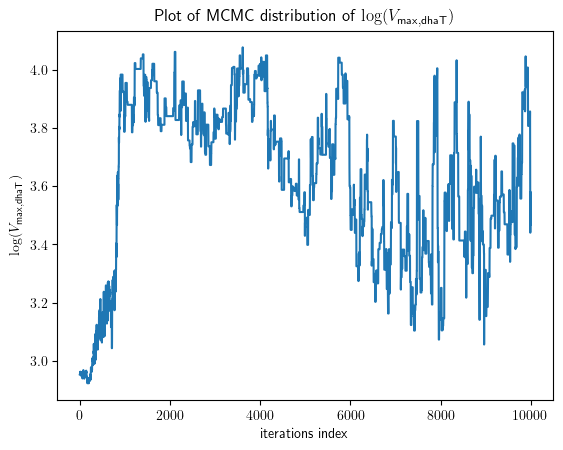 Plot of MCMC distribution of log(V_max,dhaT)
log(V_max,dhaT)
4.0
3.8
3.6
3.4
3.2
3.0
0 2000 4000 6000 8000 10000
iterations index